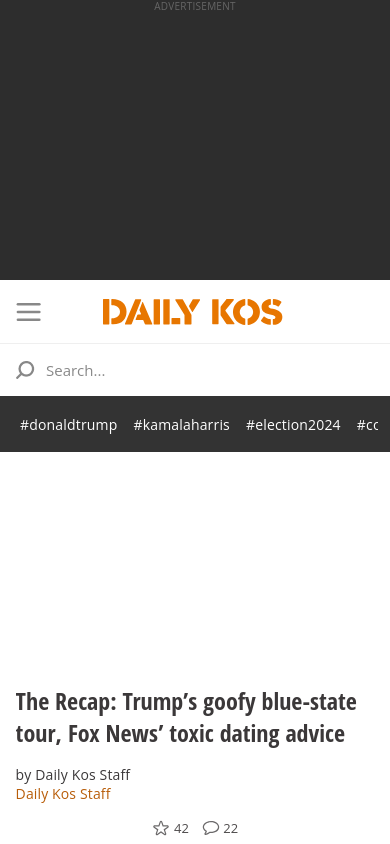 ADVERTISEMENT
DAILY KOS
Search...
#donaldtrump #kamalaharris #election2024
The Recap: Trump’s goofy blue-state
tour, Fox News’ toxic dating advice
by Daily Kos Staff
Daily Kos Staff
42 22